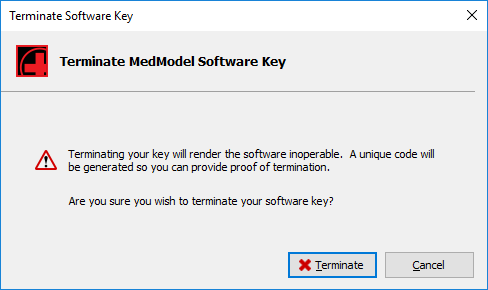 Terminate Software Key
Terminate MedModel Software Key
Terminating your key will render the software inoperable.  A unique code will
be generated so you can provide proof of termination.
Are you sure you wish to terminate your software key?
Terminate
Cancel